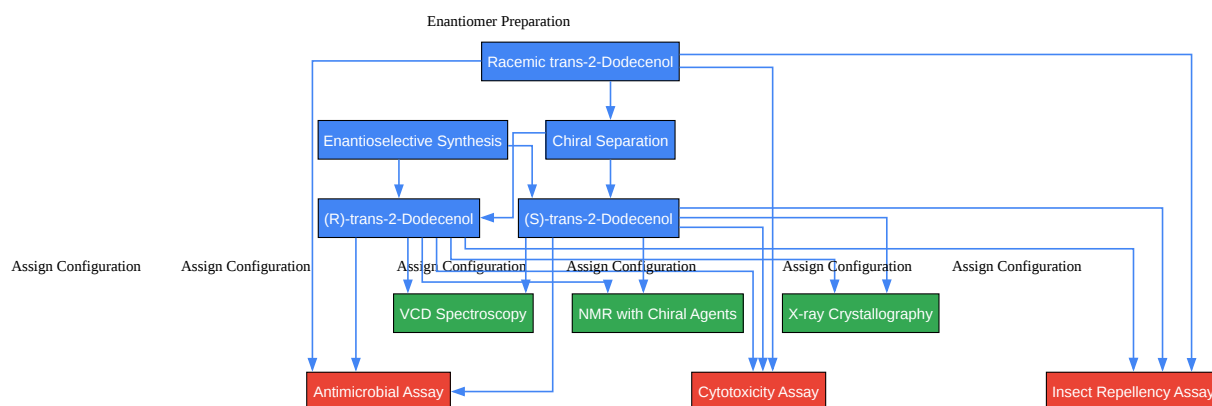 Enantiomer Preparation
Racemic trans-2-Dodecenol
Enantioselective Synthesis
Chiral Separation
(R)-trans-2-Dodecenol
(S)-trans-2-Dodecenol
Assign Configuration
Assign Configuration
Assign Configuration
Assign Configuration
Assign Configuration
Assign Configuration
VCD Spectroscopy
NMR with Chiral Agents
X-ray Crystallography
Antimicrobial Assay
Cytotoxicity Assay
Insect Repellency Assay